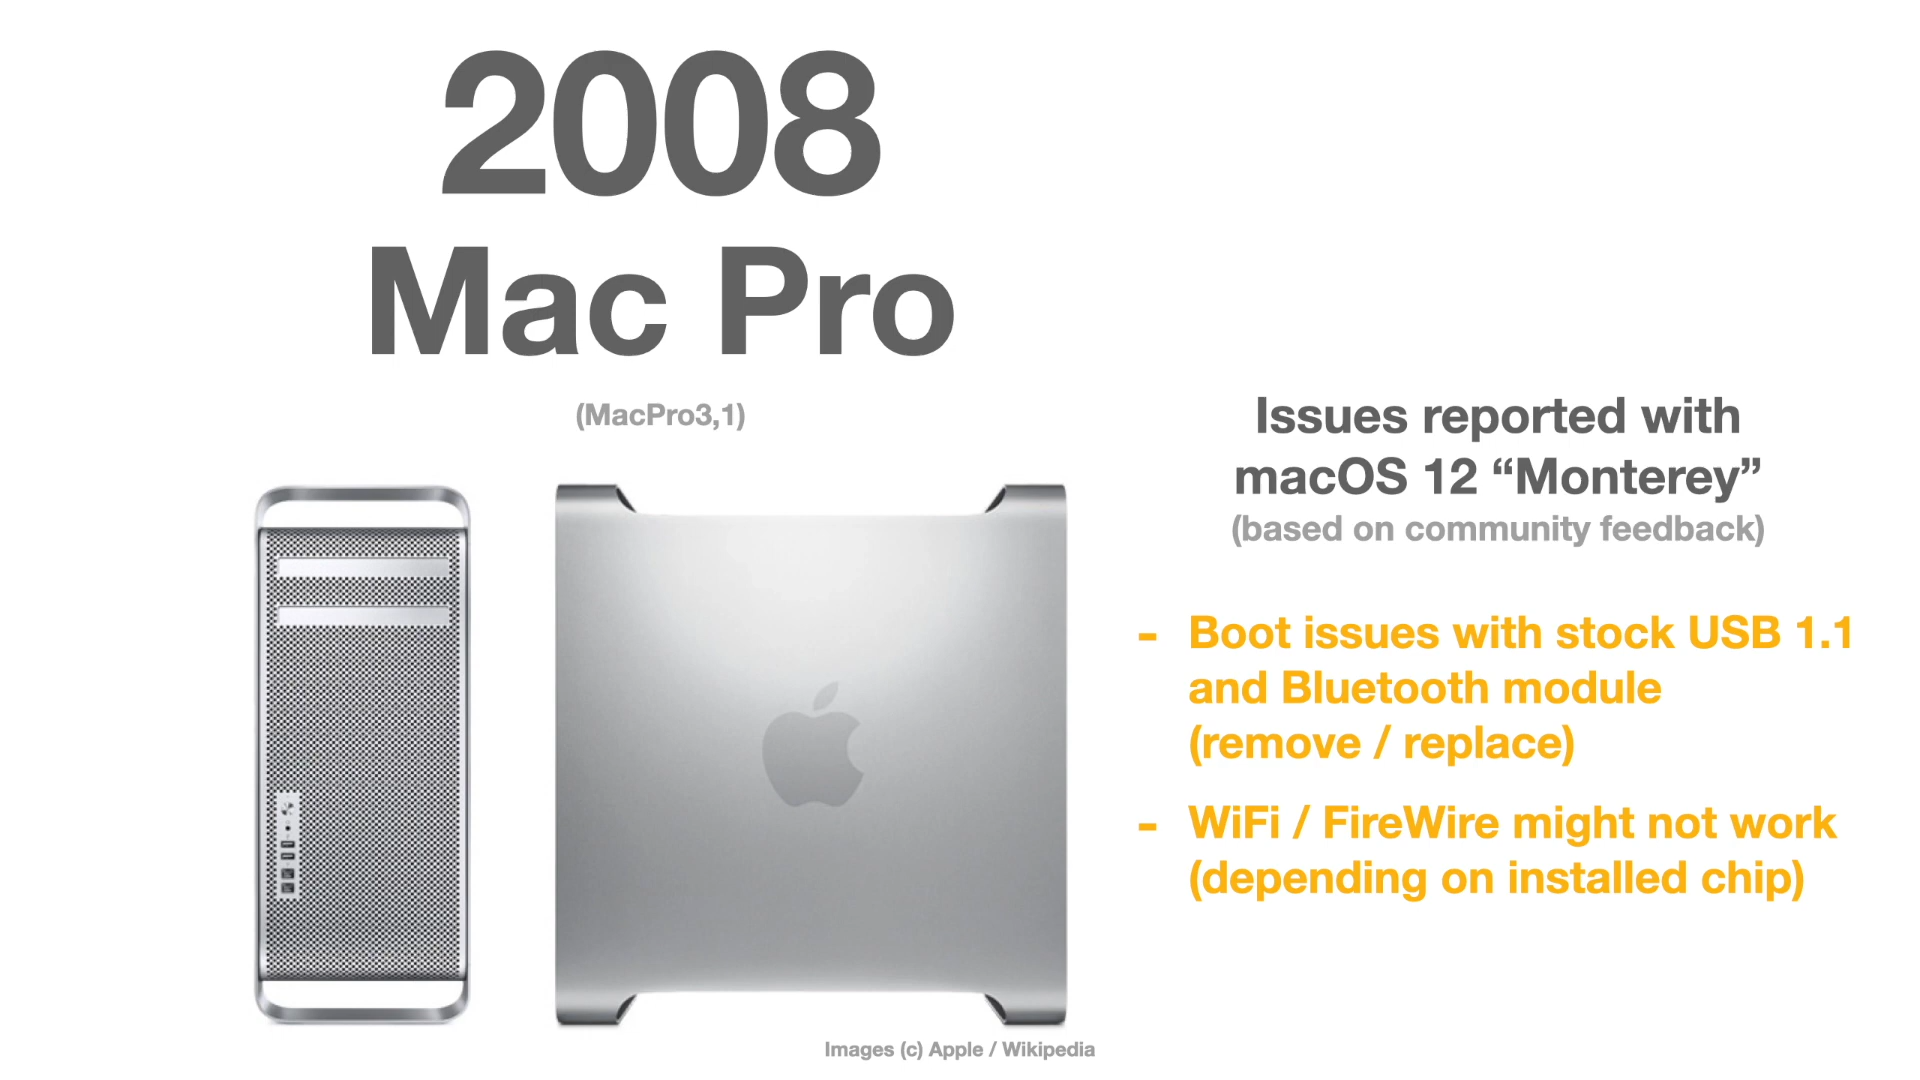 2008
Mac Pro
(MacPro3,1)
Issues reported with
macOS 12 “Monterey”
(based on community feedback)
- Boot issues with stock USB 1.1
and Bluetooth module
(remove / replace)
- WiFi / FireWire might not work
(depending on installed chip)
Images (c) Apple / Wikipedia